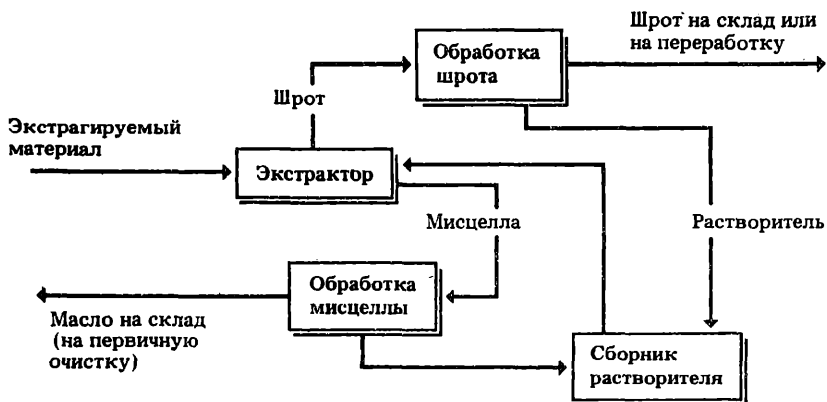 Шрот на склад или
на переработку
Обработка
шрота
Шрот
Экстрагируемый
материал
Экстрактор
Мисцелла
Растворитель
Обработка
мисцеллы
Масло на склад
(на первичную
очистку)
Сборник
растворителя